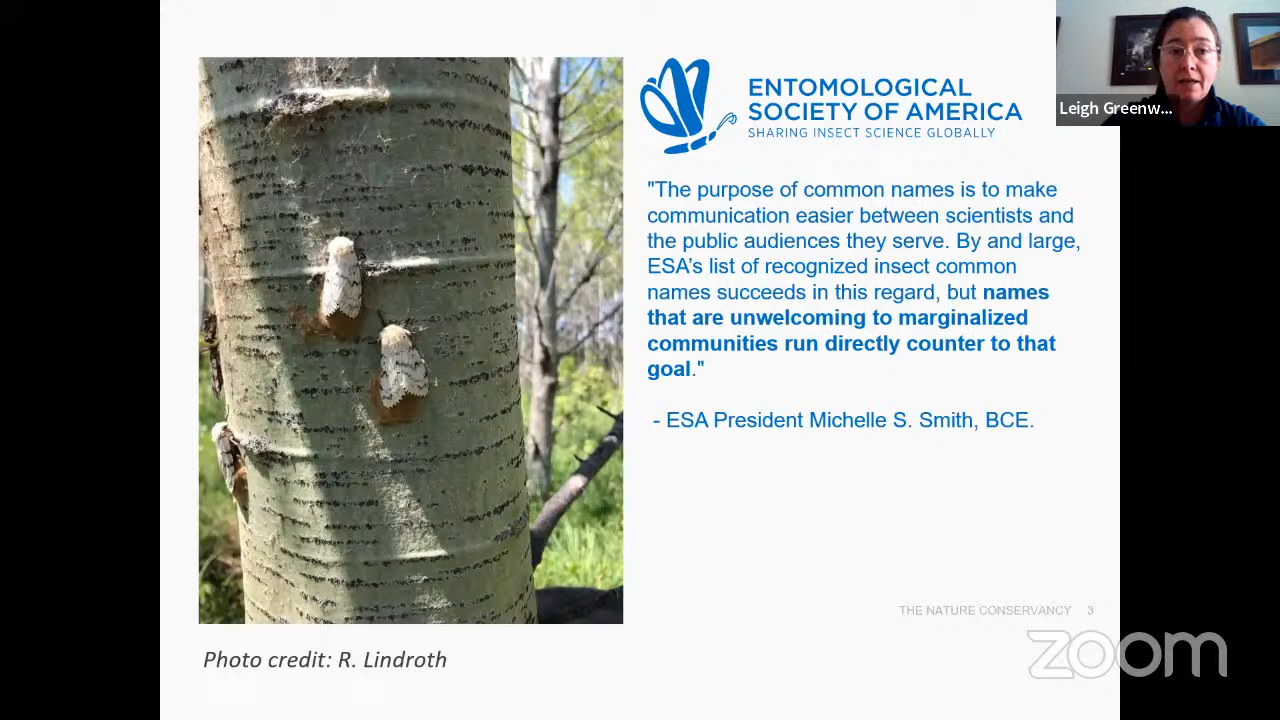 ENTOMOLOGICAL
SOCIETY OF AMERICA
SHARING INSECT SCIENCE GLOBALLY
Leigh Greenw...
"The purpose of common names is to make
communication easier between scientists and
the public audiences they serve. By and large,
ESA’s list of recognized insect common
names succeeds in this regard, but names
that are unwelcoming to marginalized
communities run directly counter to that
goal."
- ESA President Michelle S. Smith, BCE.
THE NATURE CONSERVANCY 3
zoom
Photo credit: R. Lindroth